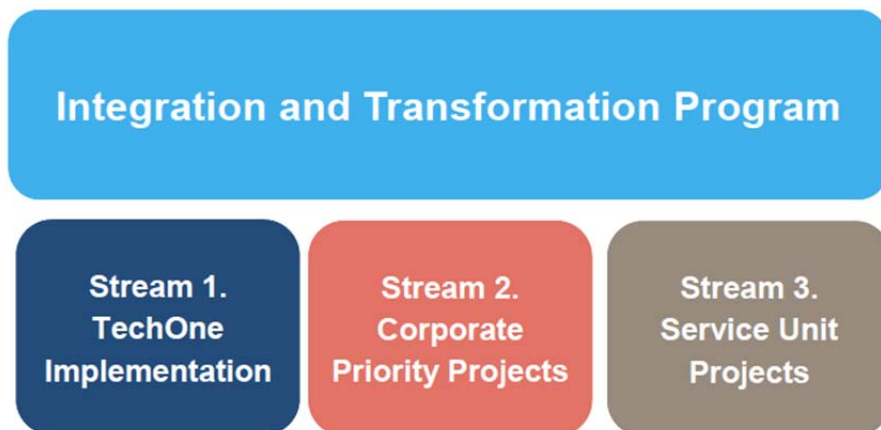 Integration and Transformation Program
Stream 1.
TechOne
Implementation
Stream 2.
Corporate
Priority Projects
Stream 3.
Service Unit
Projects